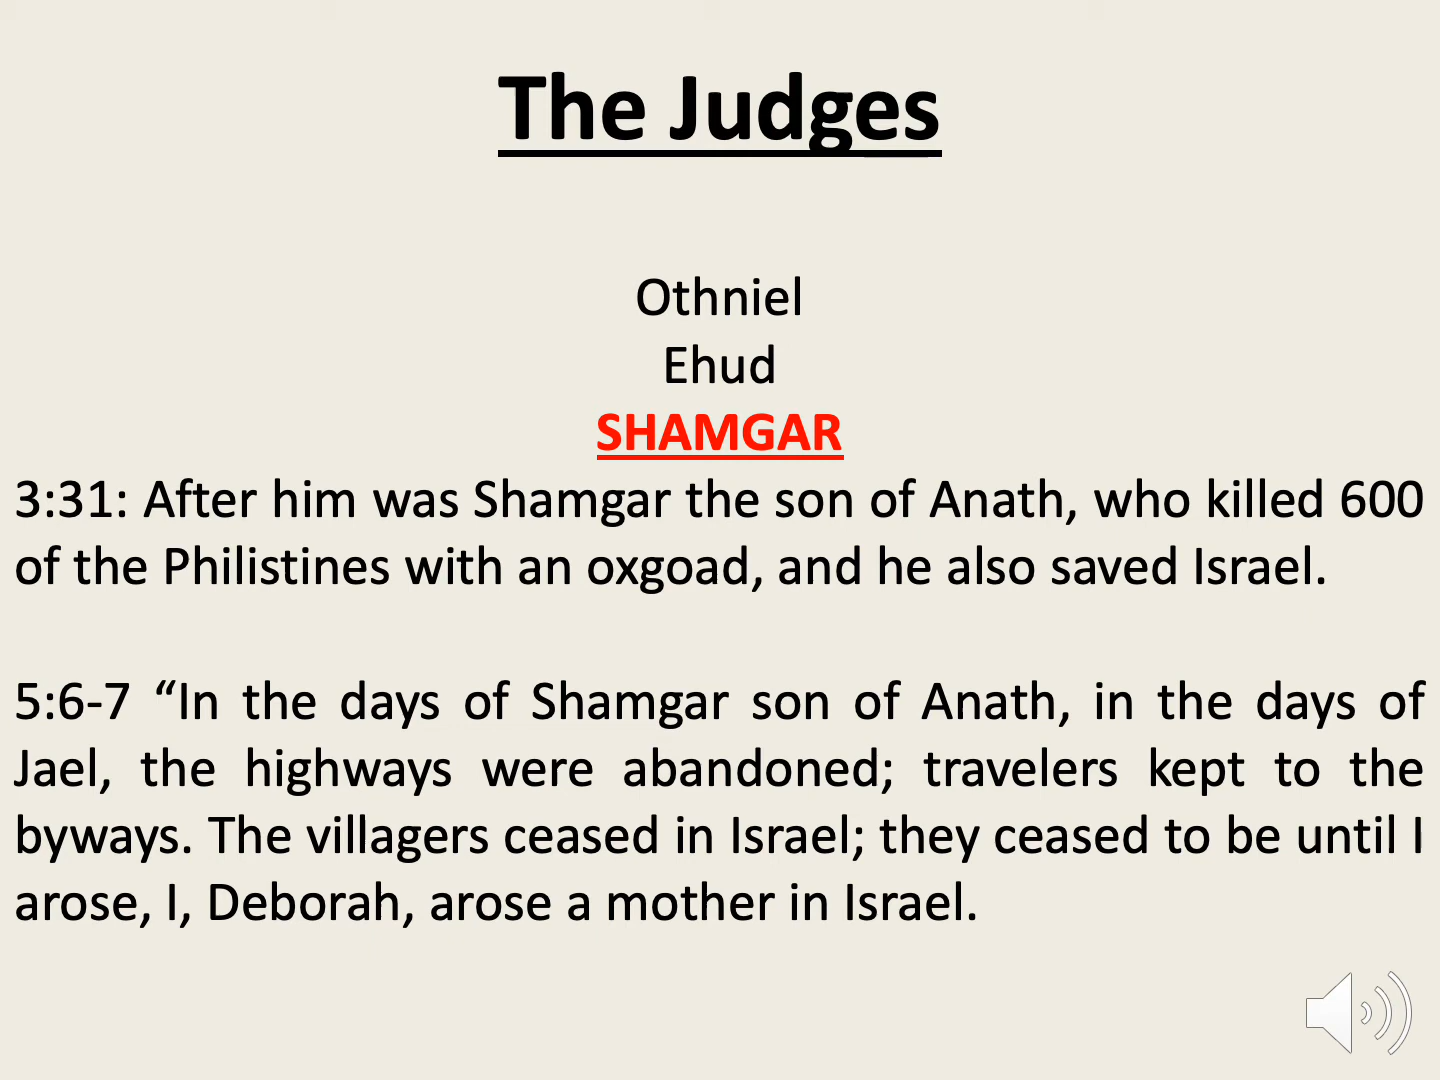 The Judges
Othniel
Ehud
SHAMGAR
3:31: After him was Shamgar the son of Anath, who killed 600
of the Philistines with an oxgoad, and he also saved Israel.
5:6-7 “In the days of Shamgar son of Anath, in the days of
Jael, the highways were abandoned; travelers kept to the
byways. The villagers ceased in Israel; they ceased to be until I
arose, I, Deborah, arose a mother in Israel.